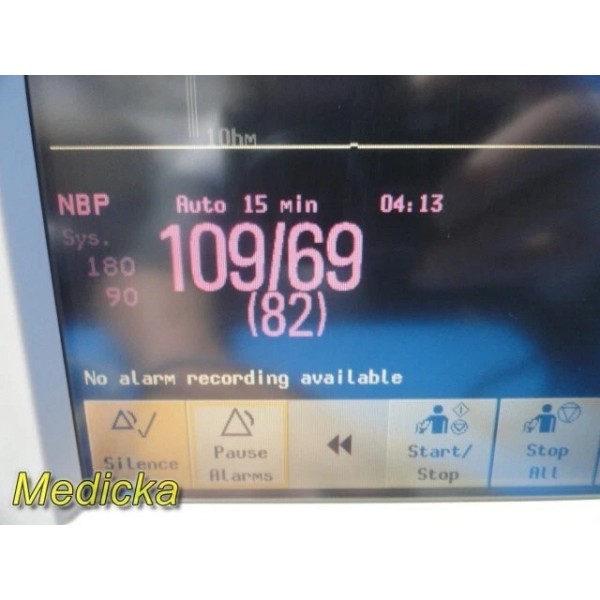 10hm
NBP Auto 15 min 04:13
Sys.
180
90
109/69
(82)
No alarm recording available
Silence
Pause
Alarms
Start/
Stop
Stop
All
Medicka